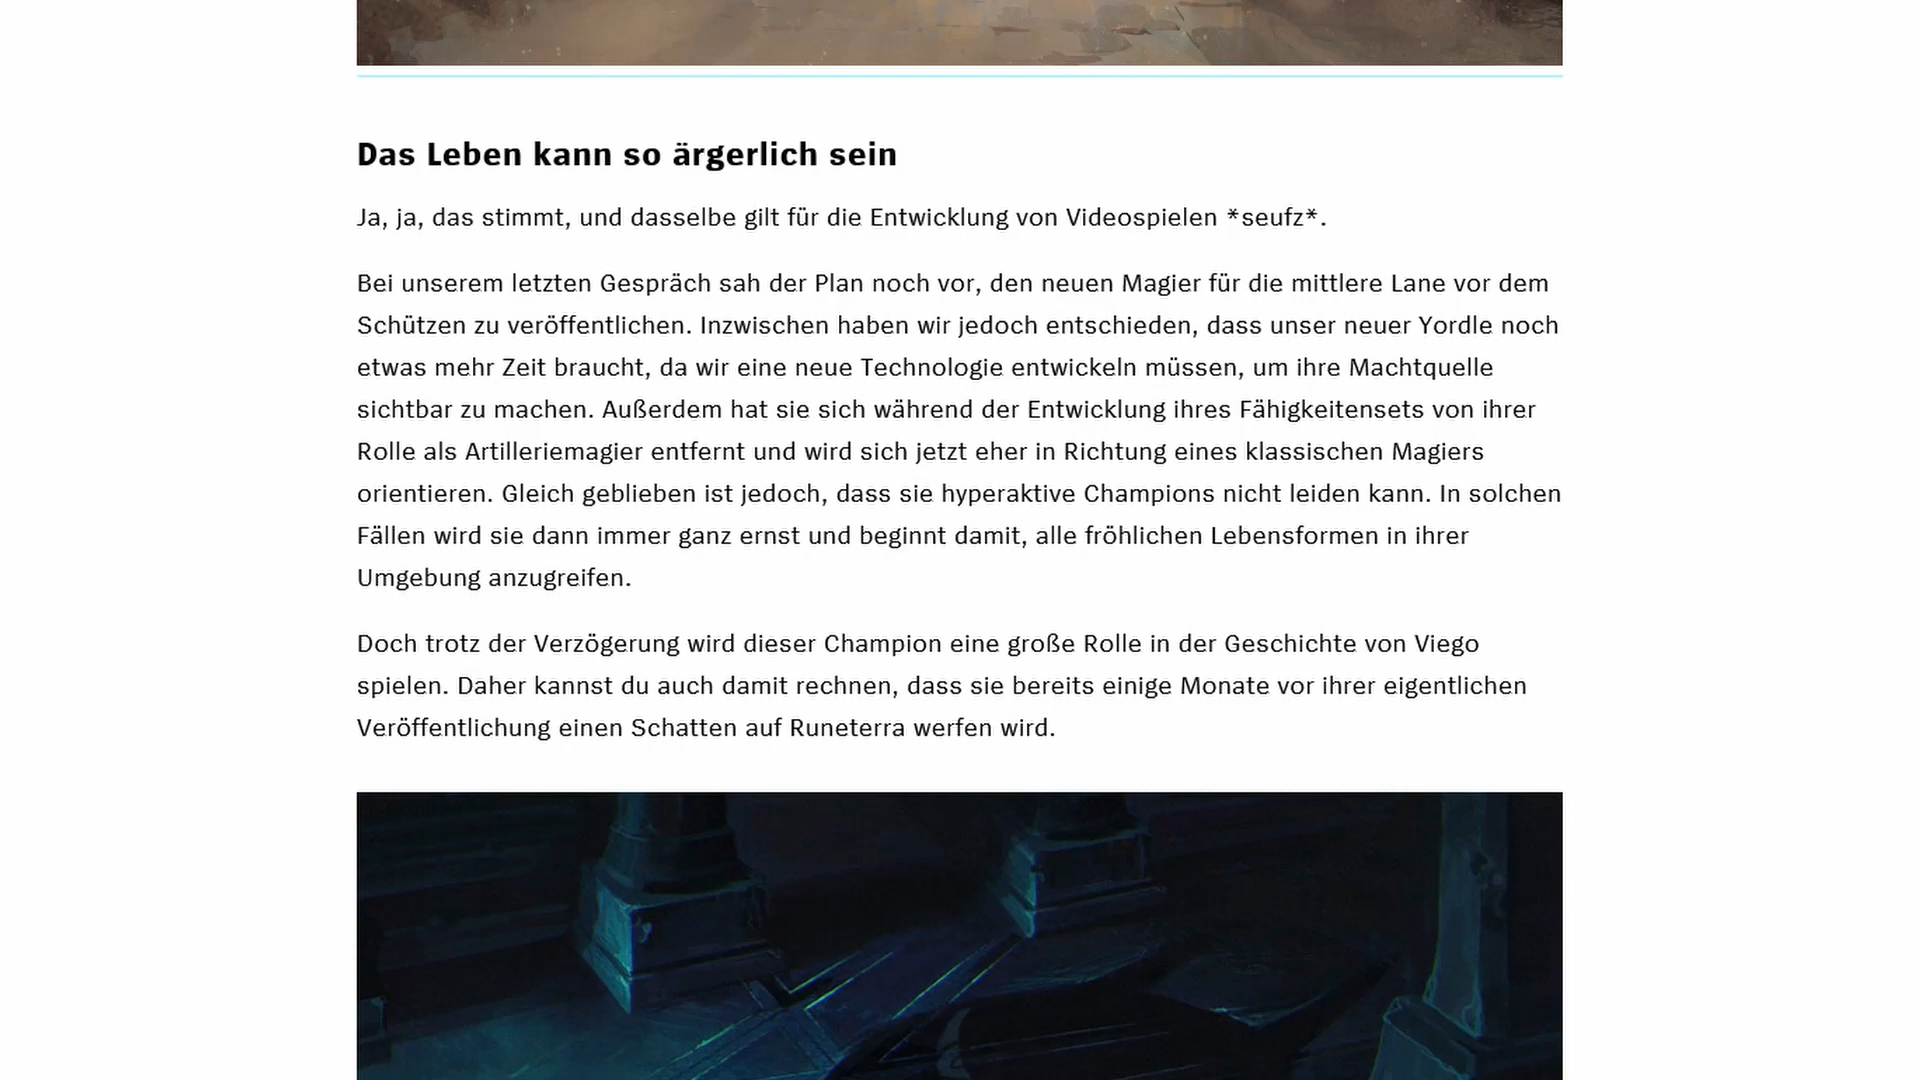 Das Leben kann so ärgerlich sein
Ja, ja, das stimmt, und dasselbe gilt für die Entwicklung von Videospielen *seufz*.
Bei unserem letzten Gespräch sah der Plan noch vor, den neuen Magier für die mittlere Lane vor dem
Schützen zu veröffentlichen. Inzwischen haben wir jedoch entschieden, dass unser neuer Yordle noch
etwas mehr Zeit braucht, da wir eine neue Technologie entwickeln müssen, um ihre Machtquelle
sichtbar zu machen. Außerdem hat sie sich während der Entwicklung ihres Fähigkeitensets von ihrer
Rolle als Artilleriemagier entfernt und wird sich jetzt eher in Richtung eines klassischen Magiers
orientieren. Gleich geblieben ist jedoch, dass sie hyperaktive Champions nicht leiden kann. In solchen
Fällen wird sie dann immer ganz ernst und beginnt damit, alle fröhlichen Lebensformen in ihrer
Umgebung anzugreifen.
Doch trotz der Verzögerung wird dieser Champion eine große Rolle in der Geschichte von Viego
spielen. Daher kannst du auch damit rechnen, dass sie bereits einige Monate vor ihrer eigentlichen
Veröffentlichung einen Schatten auf Runeterra werfen wird.